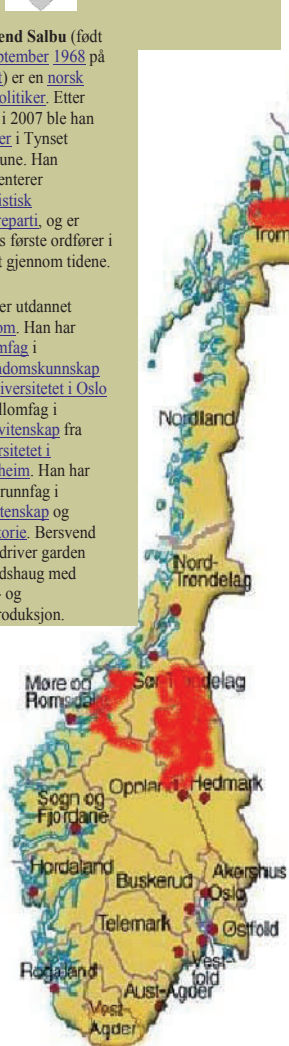 end Salbu (født
ptember 1968 på
t) er en norsk
olitiker. Etter
i 2007 ble han
er i Tynset
une. Han
enterer
istisk
reparti, og er
s første ordfører i
t gjennom tidene.
er utdannet
om. Han har
mfag i
ndomskunnskap
iversitetet i Oslo
llomfag i
vitenskap fra
rsitetet i
heim. Han har
runnfag i
tenskap og
torie. Bersvend
driver garden
dshaug med
- og
roduksjon.
Trom
Nordland
Nord-
Trøndelag
Møre og
Romsdal
Sør-Trøndelag
Oppland
Hedmark
Sogn og
Fjordane
Hordaland
Buskerud
Akershus
Oslo
Telemark
Østfold
Vest-
fold
Rogaland
Aust-Agder
Vest-
Agder